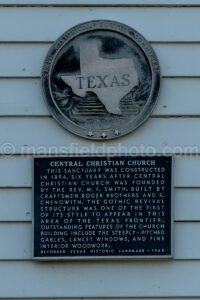 TEXAS
© mansfieldphoto.com
CENTRAL CHRISTIAN CHURCH
THIS SANCTUARY WAS CONSTRUCTED
IN 1894, SIX YEARS AFTER CENTRAL
CHRISTIAN CHURCH WAS FOUNDED
BY THE REV. M. F. SMITH. BUILT BY
CRAFTSMEN ROGER BROTHERS AND R.
CHENOWITH, THE GOTHIC REVIVAL
STRUCTURE WAS ONE OF THE FIRST
OF ITS STYLE TO APPEAR IN THIS
AREA OF THE TEXAS FRONTIER.
OUTSTANDING FEATURES OF THE CHURCH
BUILDING INCLUDE THE STEEPLY-PITCHED
GABLES, LANCET WINDOWS, AND FINE
INTERIOR WOODWORK.
RECORDED TEXAS HISTORIC LANDMARK -